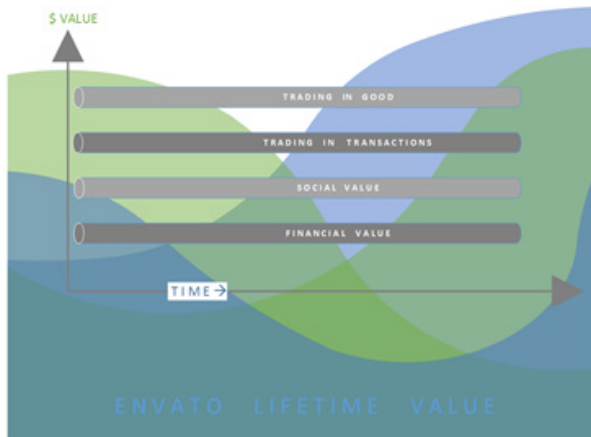 $ VALUE
TRADING IN GOOD
TRADING IN TRANSACTIONS
SOCIAL VALUE
FINANCIAL VALUE
TIME→
ENVATO LIFETIME VALUE